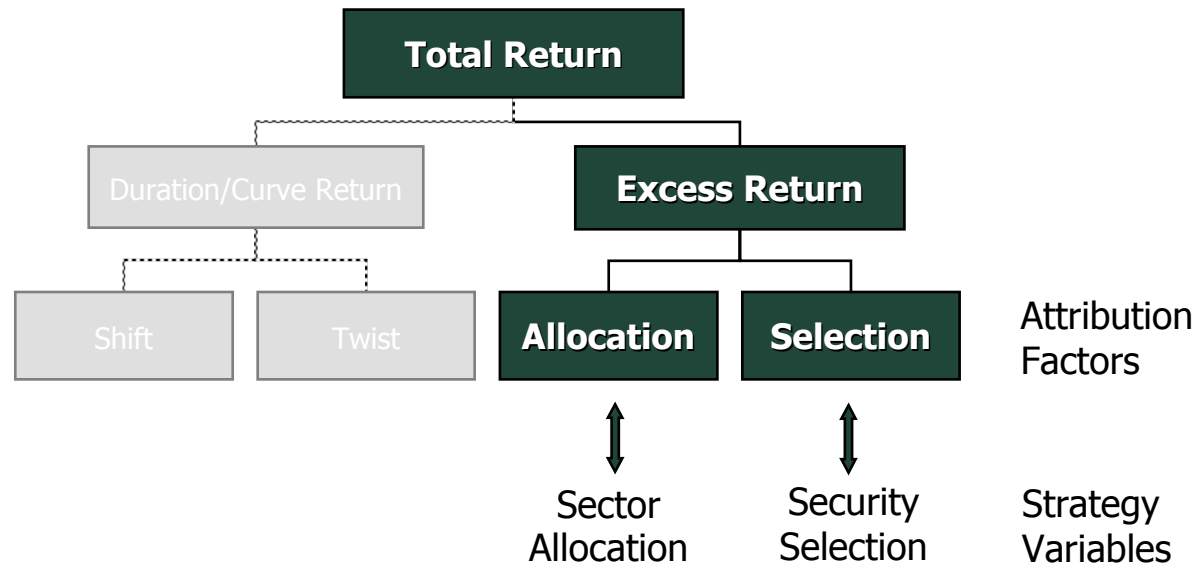 Total Return
Duration/Curve Return
Excess Return
Shift
Twist
Allocation
Selection
Attribution
Factors
Sector
Allocation
Security
Selection
Strategy
Variables